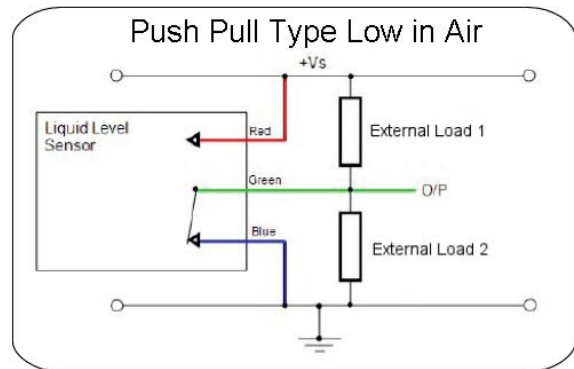 Push Pull Type Low in Air
+Vs
Liquid Level
Sensor
Red
External Load 1
Green
O/P
Blue
External Load 2